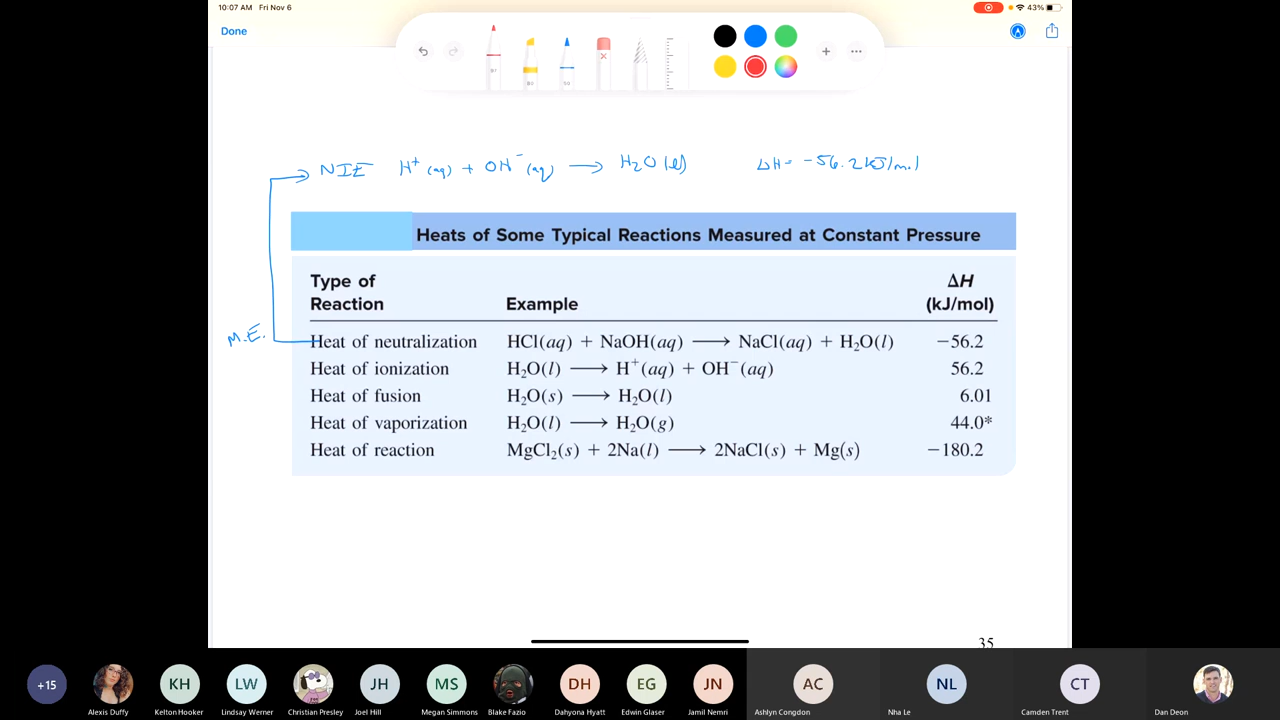 10:07 AM Fri Nov 6
43%
Done
NIE H⁺(aq) + OH⁻(aq) ⟶ H₂O(l) ΔH = -56.2 kJ/mol
Heats of Some Typical Reactions Measured at Constant Pressure
Type of Reaction Example ΔH (kJ/mol)
M.E.
Heat of neutralization HCl(aq) + NaOH(aq) ⟶ NaCl(aq) + H₂O(l) −56.2
Heat of ionization H₂O(l) ⟶ H⁺(aq) + OH⁻(aq) 56.2
Heat of fusion H₂O(s) ⟶ H₂O(l) 6.01
Heat of vaporization H₂O(l) ⟶ H₂O(g) 44.0*
Heat of reaction MgCl₂(s) + 2Na(l) ⟶ 2NaCl(s) + Mg(s) −180.2
35
+15 KH LW JH MS DH EG JN AC NL CT
Alexis Duffy Kelton Hooker Lindsay Werner Christian Presley Joel Hill Megan Simmons Blake Fazio Dahyona Hyatt Edwin Glaser Jamil Nemri Ashlyn Congdon Nha Le Camden Trent Dan Deon